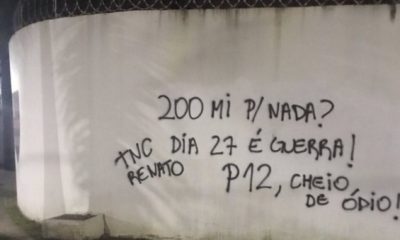 200 MI P/ NADA?
DIA 27 É GUERRA!
TNC
RENATO
P12, CHEIO
DE ÓDIO!